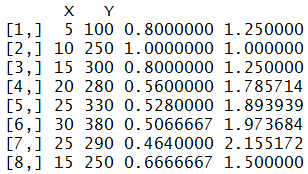 X Y
[1,] 5 100 0.8000000 1.250000
[2,] 10 250 1.0000000 1.000000
[3,] 15 300 0.8000000 1.250000
[4,] 20 280 0.5600000 1.785714
[5,] 25 330 0.5280000 1.893939
[6,] 30 380 0.5066667 1.973684
[7,] 25 290 0.4640000 2.155172
[8,] 15 250 0.6666667 1.500000